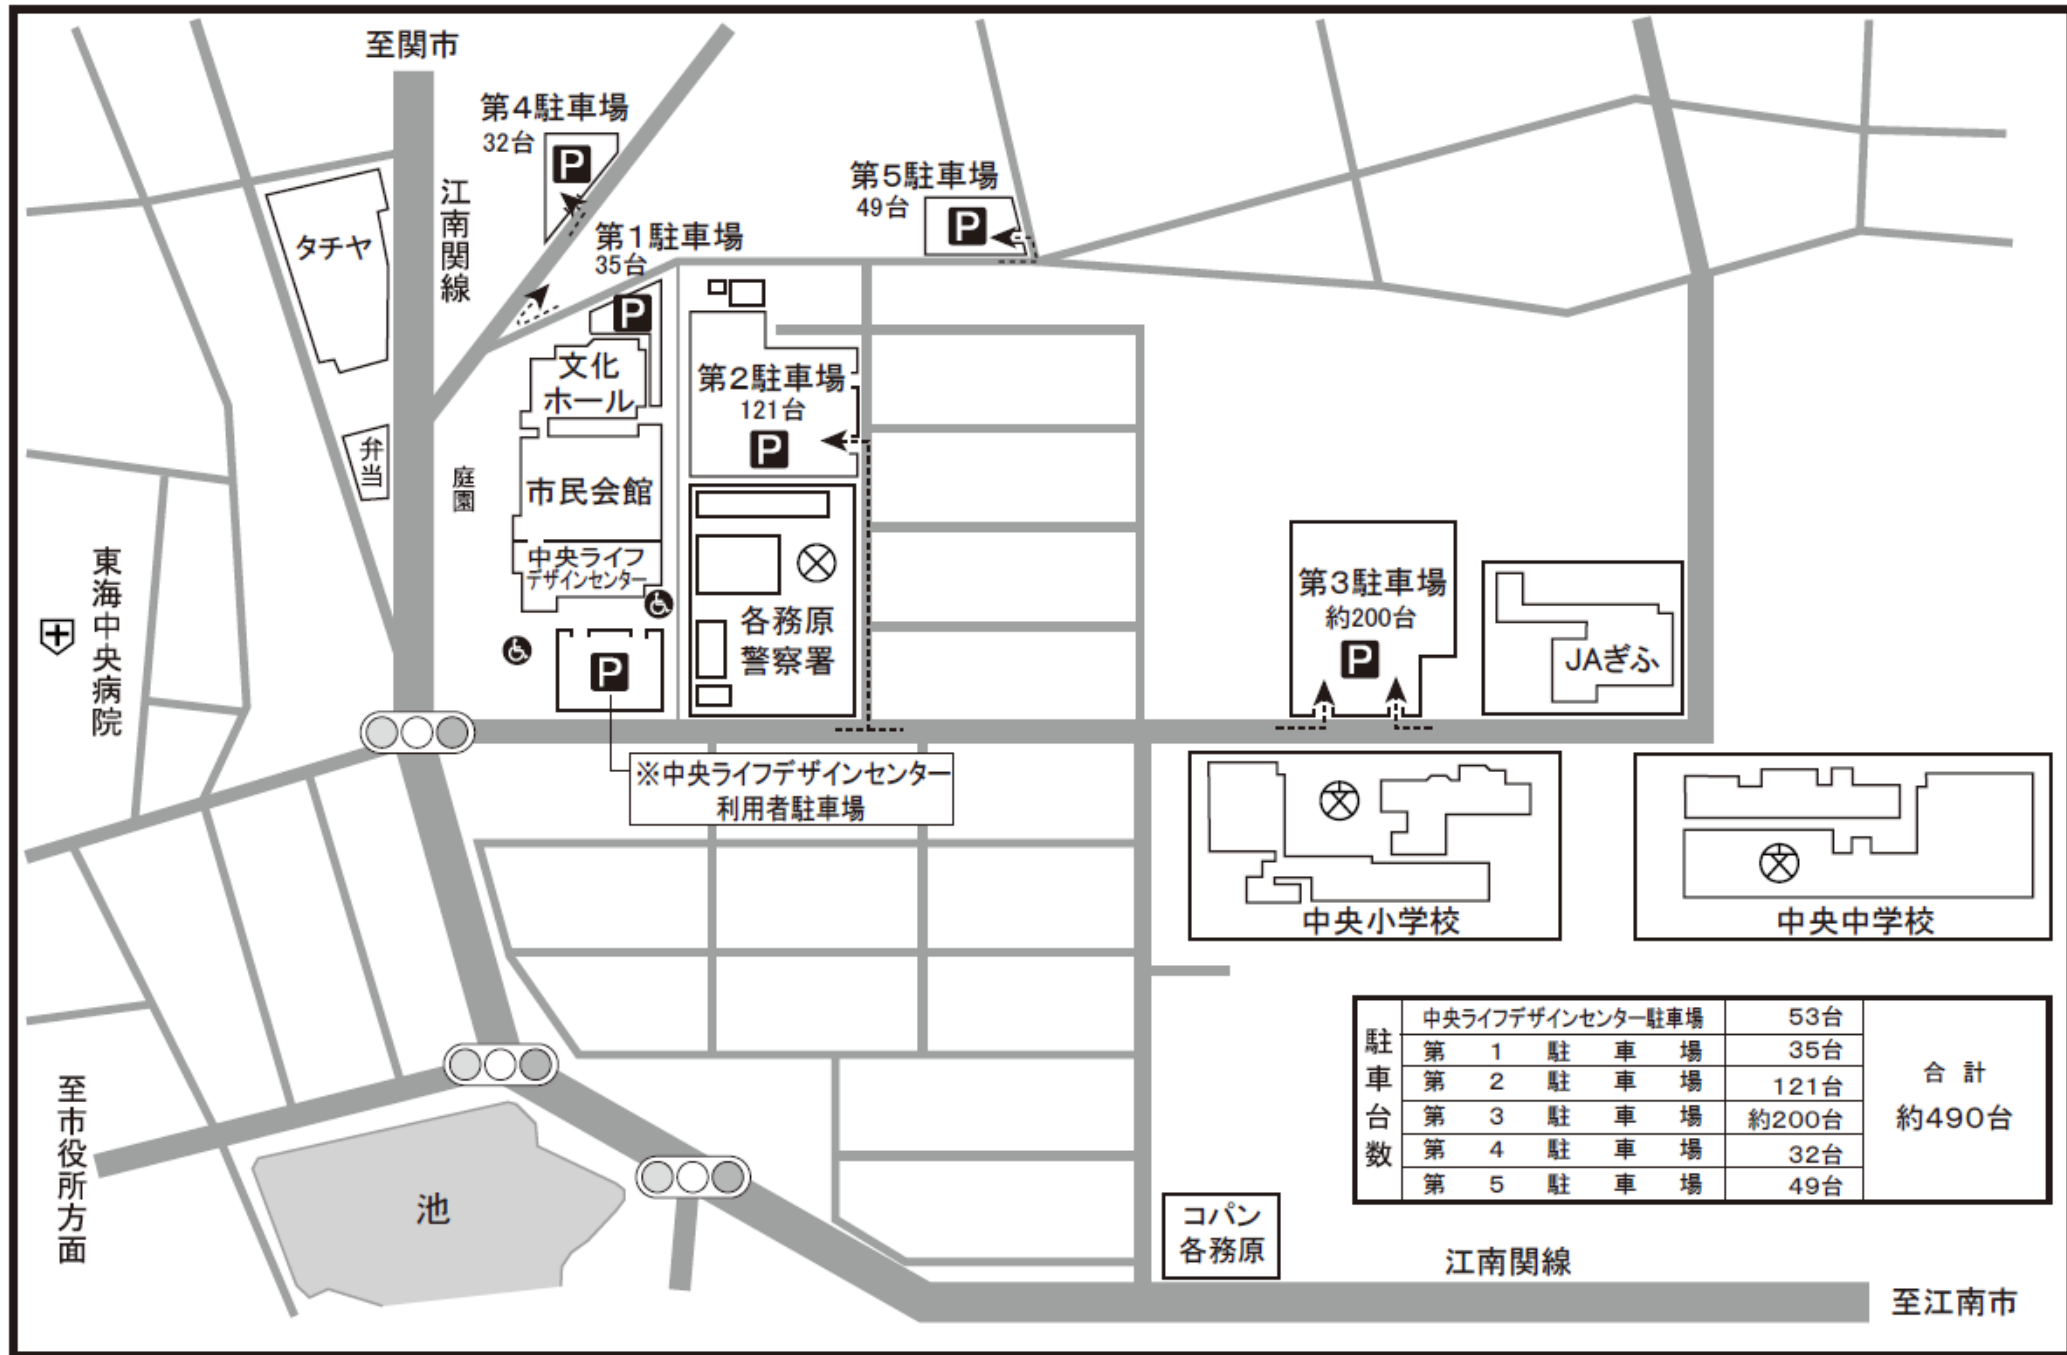 至関市
第4駐車場
32台
P
江南関線
タチヤ
第1駐車場
35台
P
第5駐車場
49台
P
文化
ホール
第2駐車場
121台
P
弁当
庭園
市民会館
中央ライフ
デザインセンター
各務原
警察署
P
第3駐車場
約200台
P
JAぎふ
東海中央病院
※中央ライフデザインセンター
利用者駐車場
文
中央小学校
文
中央中学校
駐車台数
中央ライフデザインセンター駐車場 53台
第1駐車場 35台
第2駐車場 121台
第3駐車場 約200台
第4駐車場 32台
第5駐車場 49台
合計
約490台
至市役所方面
池
コパン
各務原
江南関線
至江南市